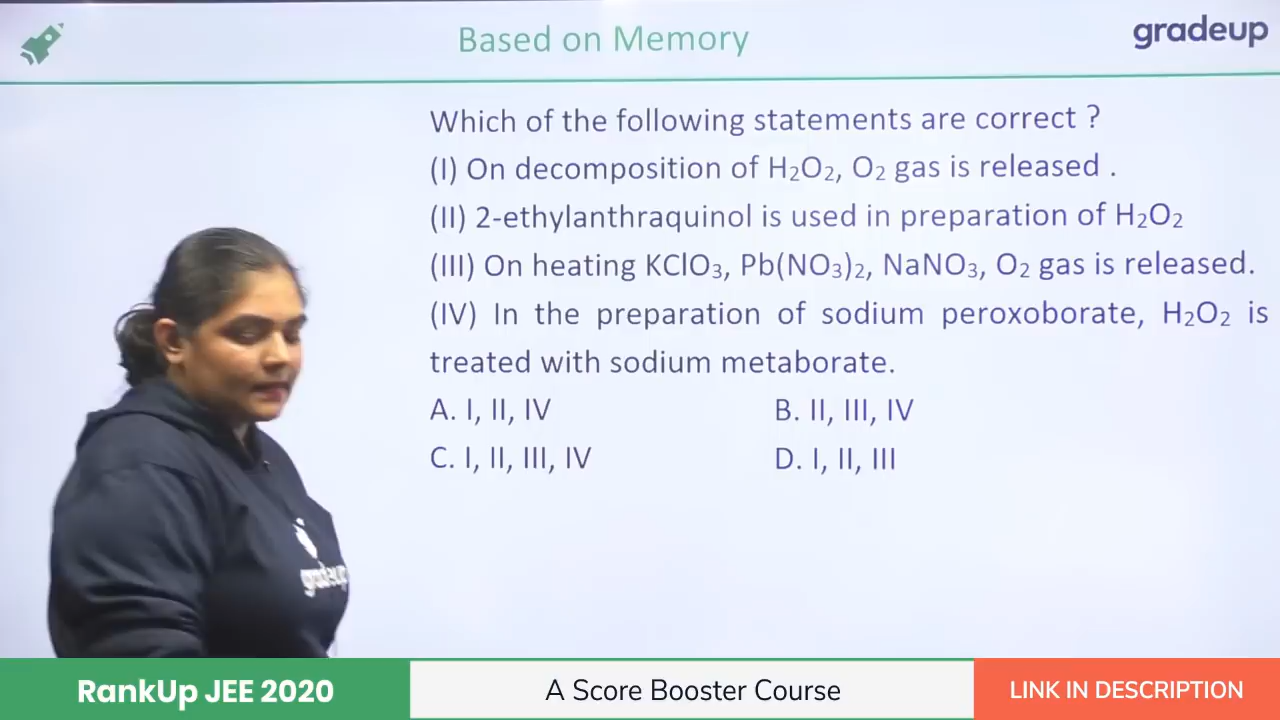 Based on Memory
gradeup
Which of the following statements are correct ?
(I) On decomposition of H₂O₂, O₂ gas is released .
(II) 2-ethylanthraquinol is used in preparation of H₂O₂
(III) On heating KClO₃, Pb(NO₃)₂, NaNO₃, O₂ gas is released.
(IV) In the preparation of sodium peroxoborate, H₂O₂ is
treated with sodium metaborate.
A. I, II, IV B. II, III, IV
C. I, II, III, IV D. I, II, III
gradeup
RankUp JEE 2020 A Score Booster Course LINK IN DESCRIPTION